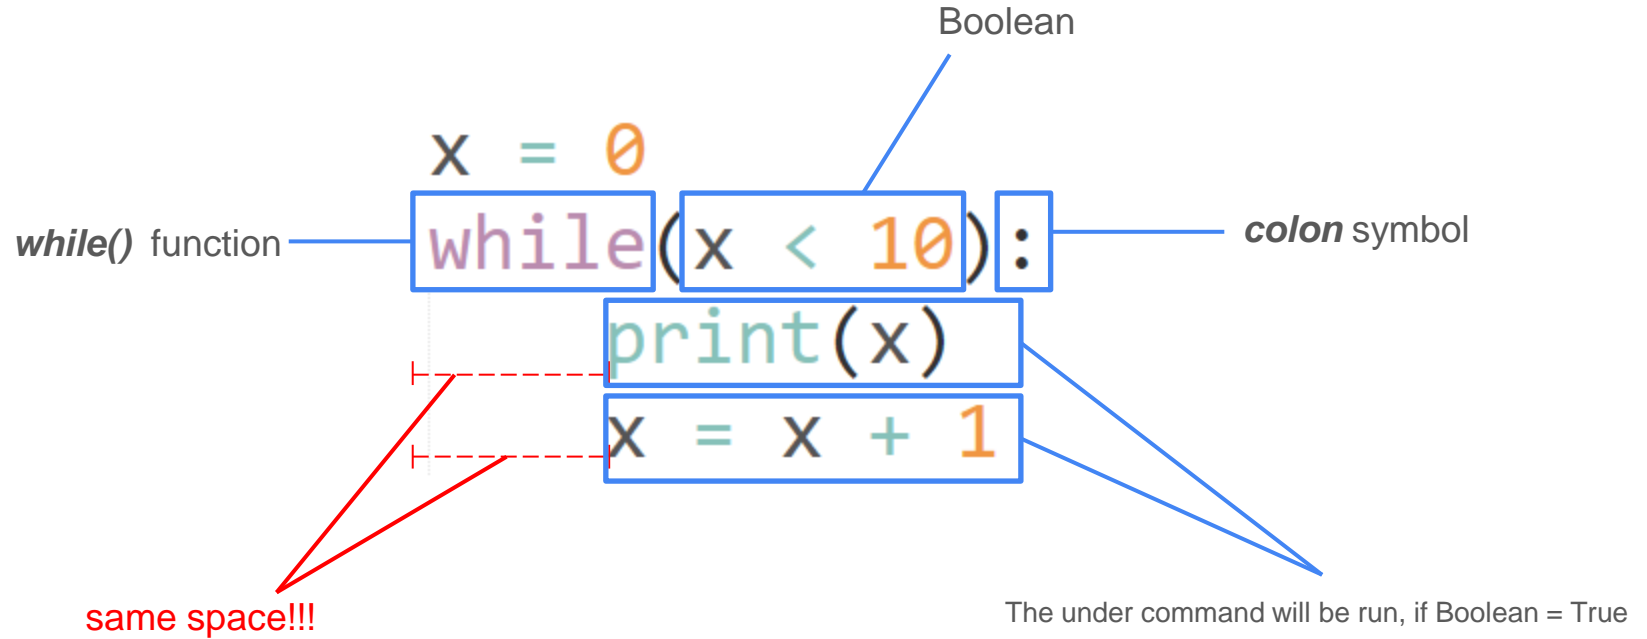 Boolean
x = 0
while() function
while(x < 10):
colon symbol
print(x)
x = x + 1
same space!!!
The under command will be run, if Boolean = True